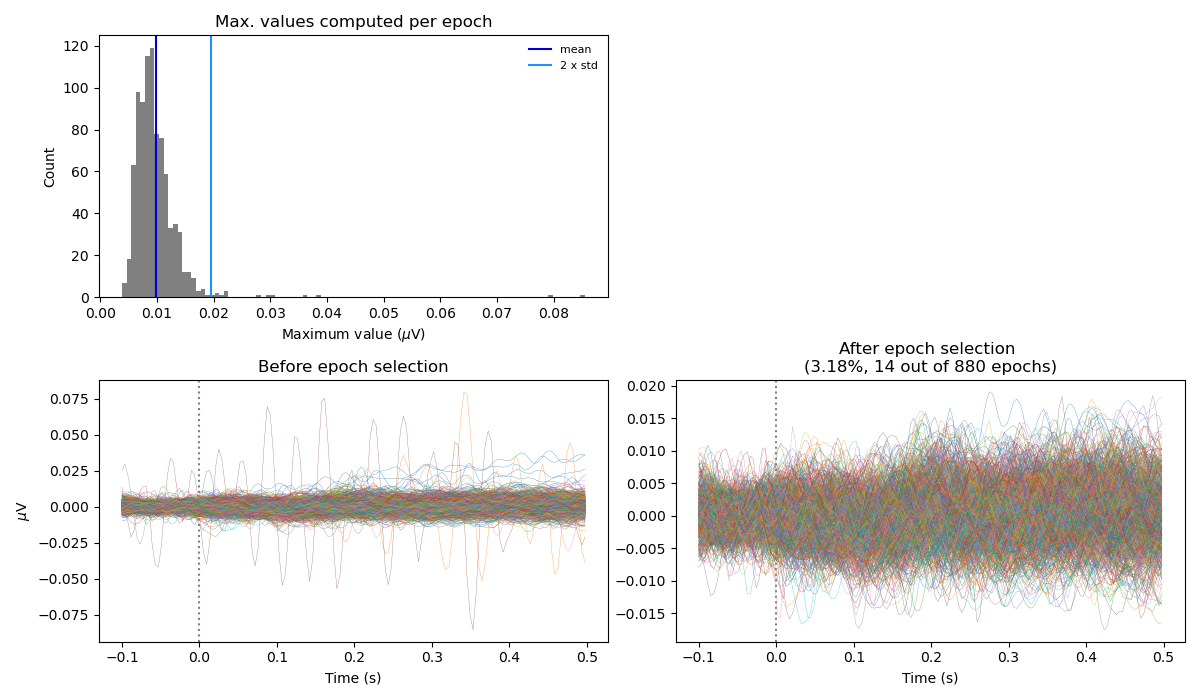 Max. values computed per epoch
120
100
80
60
40
20
0
Count
mean
2 x std
0.00 0.01 0.02 0.03 0.04 0.05 0.06 0.07 0.08
Maximum value (μV)
Before epoch selection
0.075
0.050
0.025
0.000
−0.025
−0.050
−0.075
μV
−0.1 0.0 0.1 0.2 0.3 0.4 0.5
Time (s)
After epoch selection
(3.18%, 14 out of 880 epochs)
0.020
0.015
0.010
0.005
0.000
−0.005
−0.010
−0.015
−0.1 0.0 0.1 0.2 0.3 0.4 0.5
Time (s)